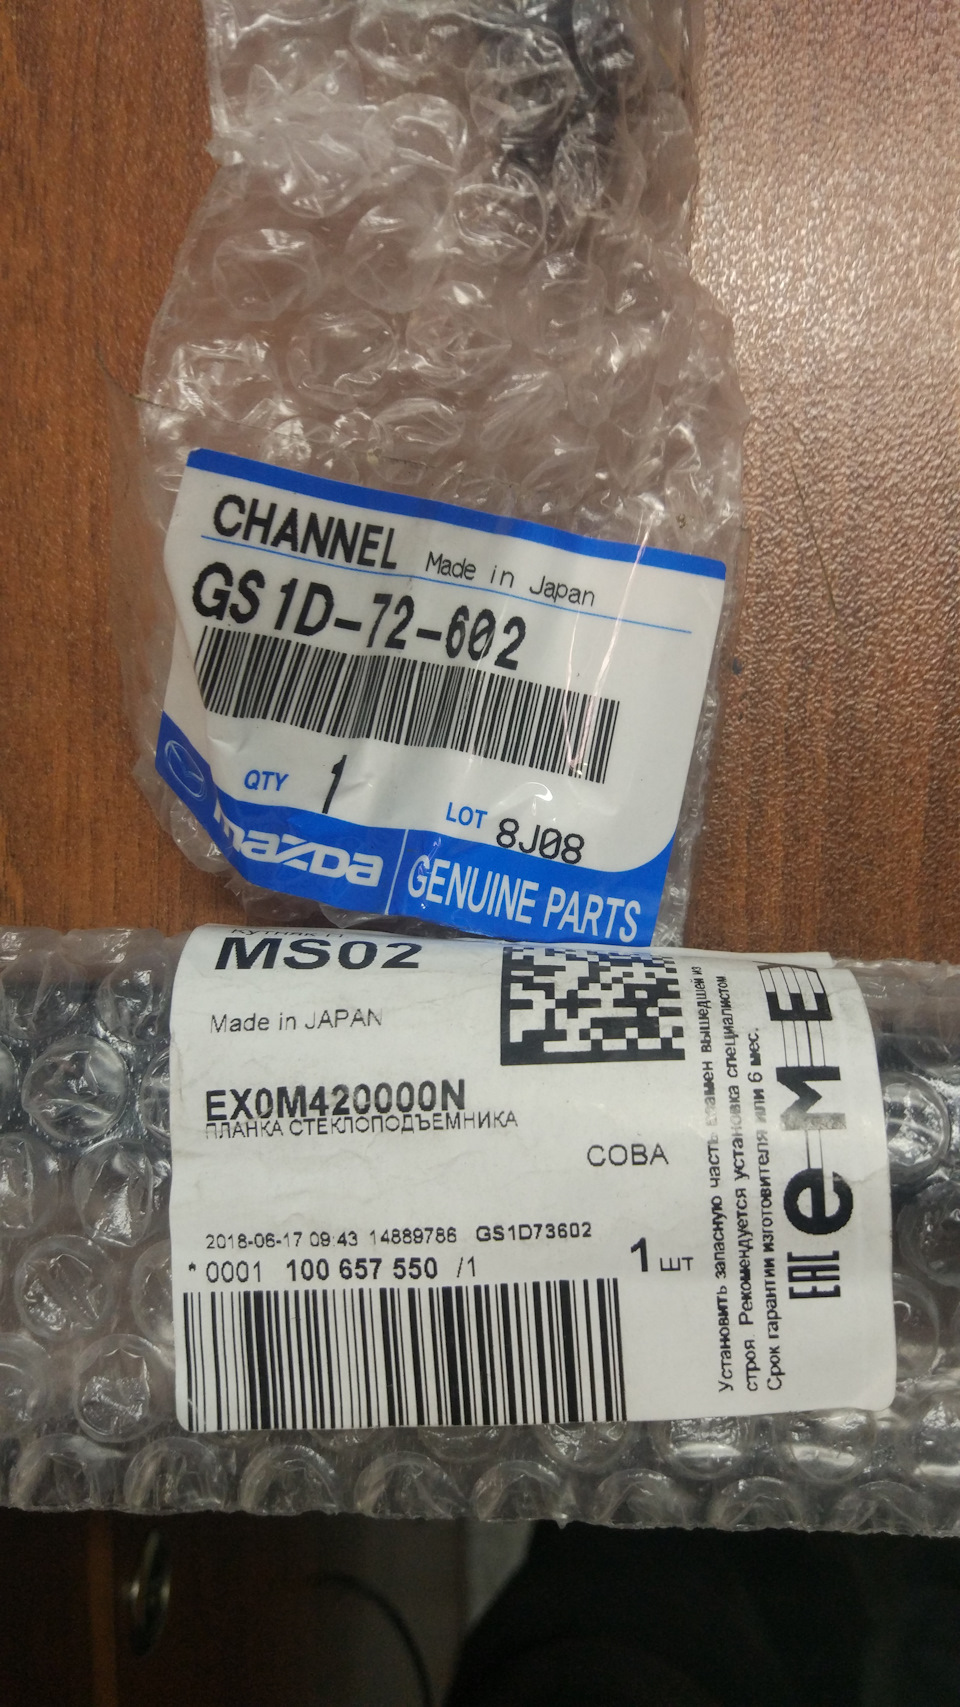 CHANNEL Made in Japan
GS1D-72-602
QTY 1
LOT 8J08
mazda GENUINE PARTS
MS02
Made in JAPAN
EX0M420000N
ПЛАНКА СТЕКЛОПОДЪЕМНИКА
СОВА
2018-06-17 09:43 14889786 GS1D73602
* 0001 100 657 550 /1
1 шт
Установить запасную часть взамен вышедшей из
строя. Рекомендуется установка специалистом
Срок гарантии изготовителя или 6 мес.
EAC
eMEX